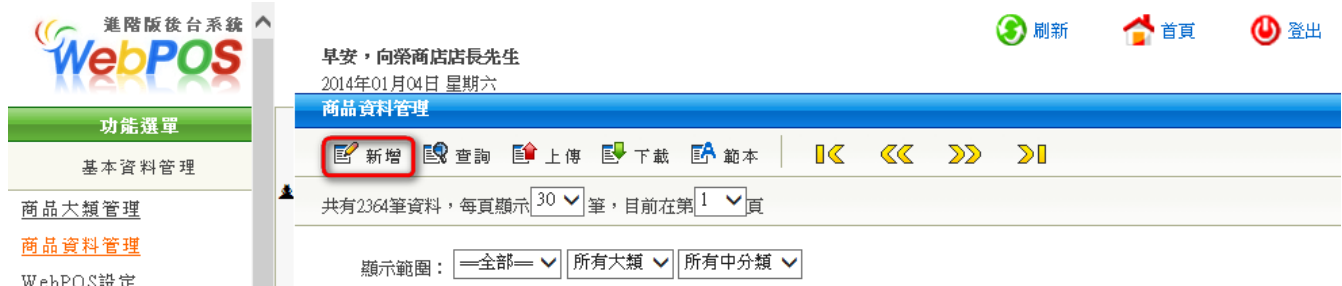 進階版後台系統
WebPOS
功能選單
基本資料管理
商品大類管理
商品資料管理
WebPOS設定
刷新 首頁 登出
早安，向榮商店店長先生
2014年01月04日 星期六
商品資料管理
新增 查詢 上傳 下載 範本
共有2364筆資料，每頁顯示 30 筆，目前在第 1 頁
顯示範圍： ==全部== 所有大類 所有中分類